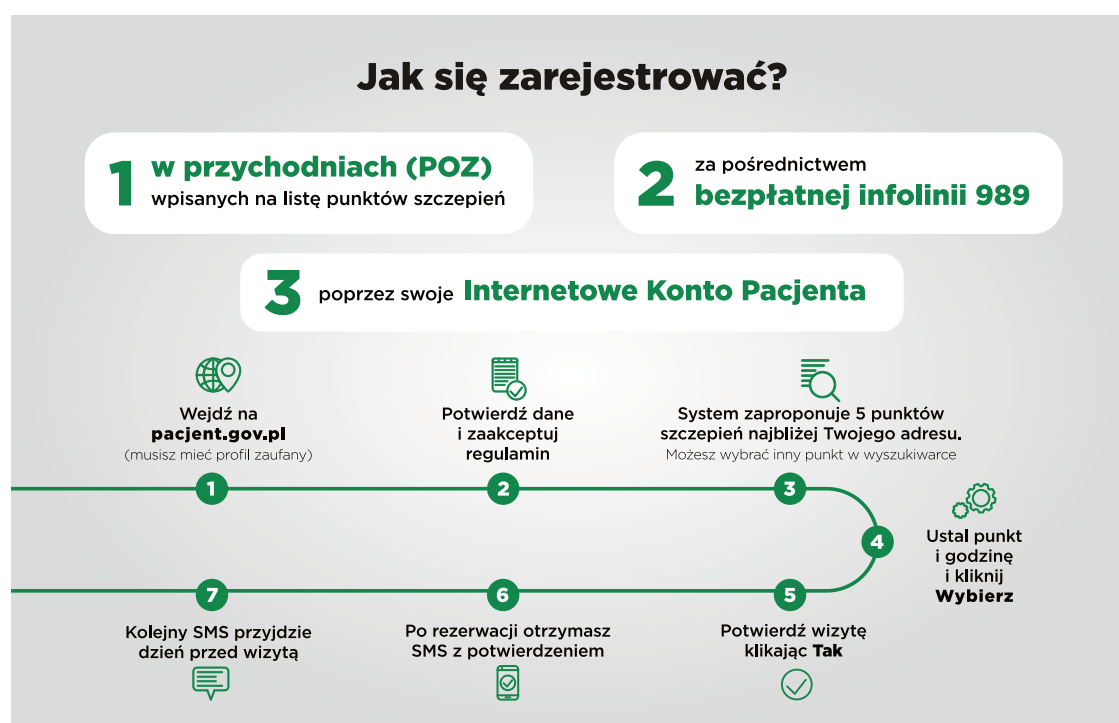 Jak się zarejestrować?
1
w przychodniach (POZ)
wpisanych na listę punktów szczepień
2
za pośrednictwem
bezpłatnej infolinii 989
3
poprzez swoje Internetowe Konto Pacjenta
Wejdź na
pacjent.gov.pl
(musisz mieć profil zaufany)
1
Potwierdź dane
i zaakceptuj
regulamin
2
System zaproponuje 5 punktów
szczepień najbliżej Twojego adresu.
Możesz wybrać inny punkt w wyszukiwarce
3
4
Ustal punkt
i godzinę
i kliknij
Wybierz
5
Potwierdź wizytę
klikając Tak
6
Po rezerwacji otrzymasz
SMS z potwierdzeniem
7
Kolejny SMS przyjdzie
dzień przed wizytą